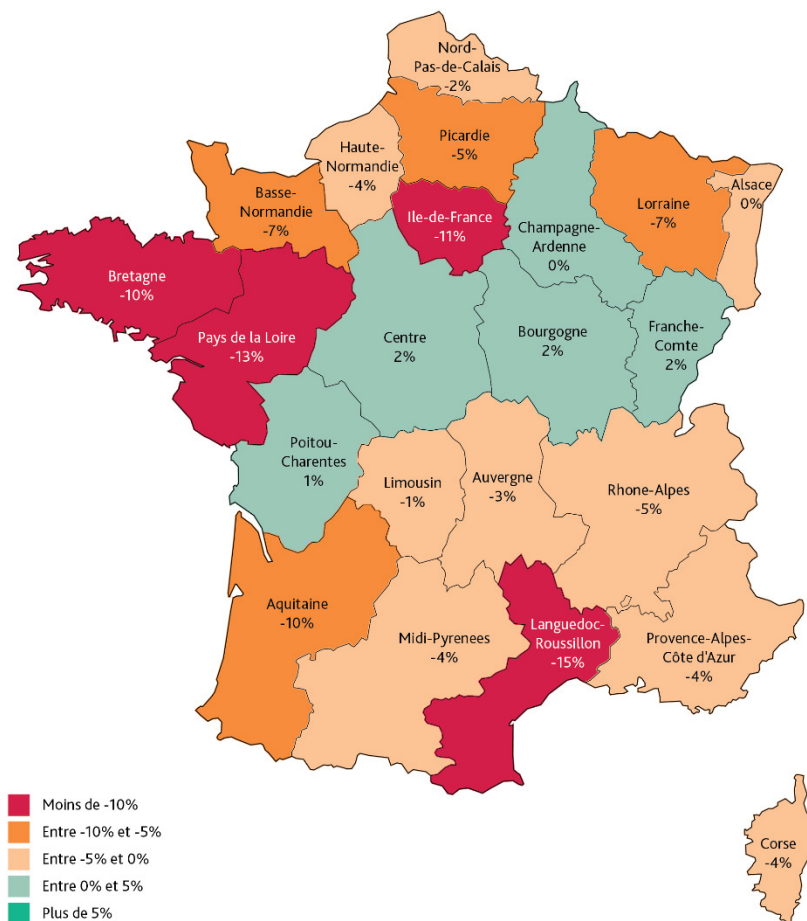 Nord-
Pas-de-Calais
-2%
Picardie
-5%
Haute-
Normandie
-4%
Basse-
Normandie
-7%
Ile-de-France
-11%
Champagne-
Ardenne
0%
Lorraine
-7%
Alsace
0%
Bretagne
-10%
Pays de la Loire
-13%
Centre
2%
Bourgogne
2%
Franche-
Comte
2%
Poitou-
Charentes
1%
Limousin
-1%
Auvergne
-3%
Rhone-Alpes
-5%
Aquitaine
-10%
Midi-Pyrenees
-4%
Languedoc-
Roussillon
-15%
Provence-Alpes-
Côte d'Azur
-4%
Corse
-4%
Moins de -10%
Entre -10% et -5%
Entre -5% et 0%
Entre 0% et 5%
Plus de 5%